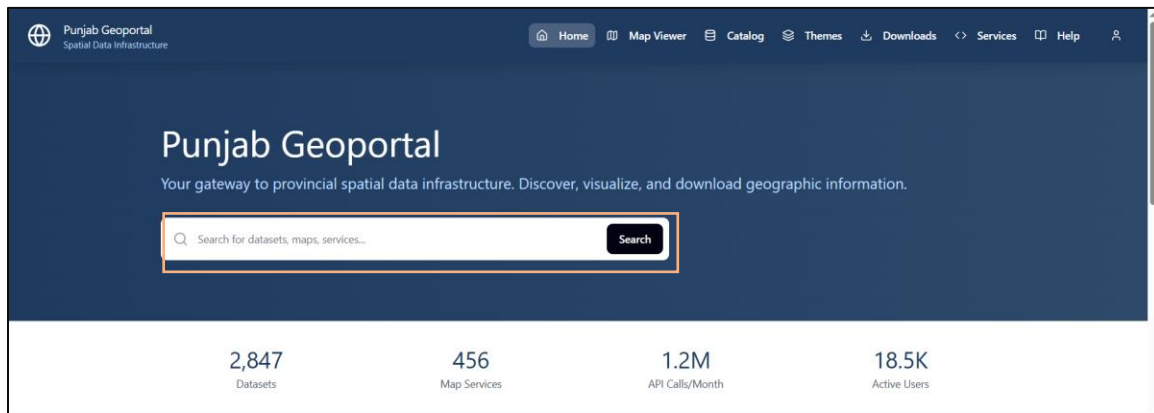 Punjab Geoportal
Spatial Data Infrastructure
Home Map Viewer Catalog Themes Downloads Services Help
Punjab Geoportal
Your gateway to provincial spatial data infrastructure. Discover, visualize, and download geographic information.
Search for datasets, maps, services... Search
2,847 456 1.2M 18.5K
Datasets Map Services API Calls/Month Active Users